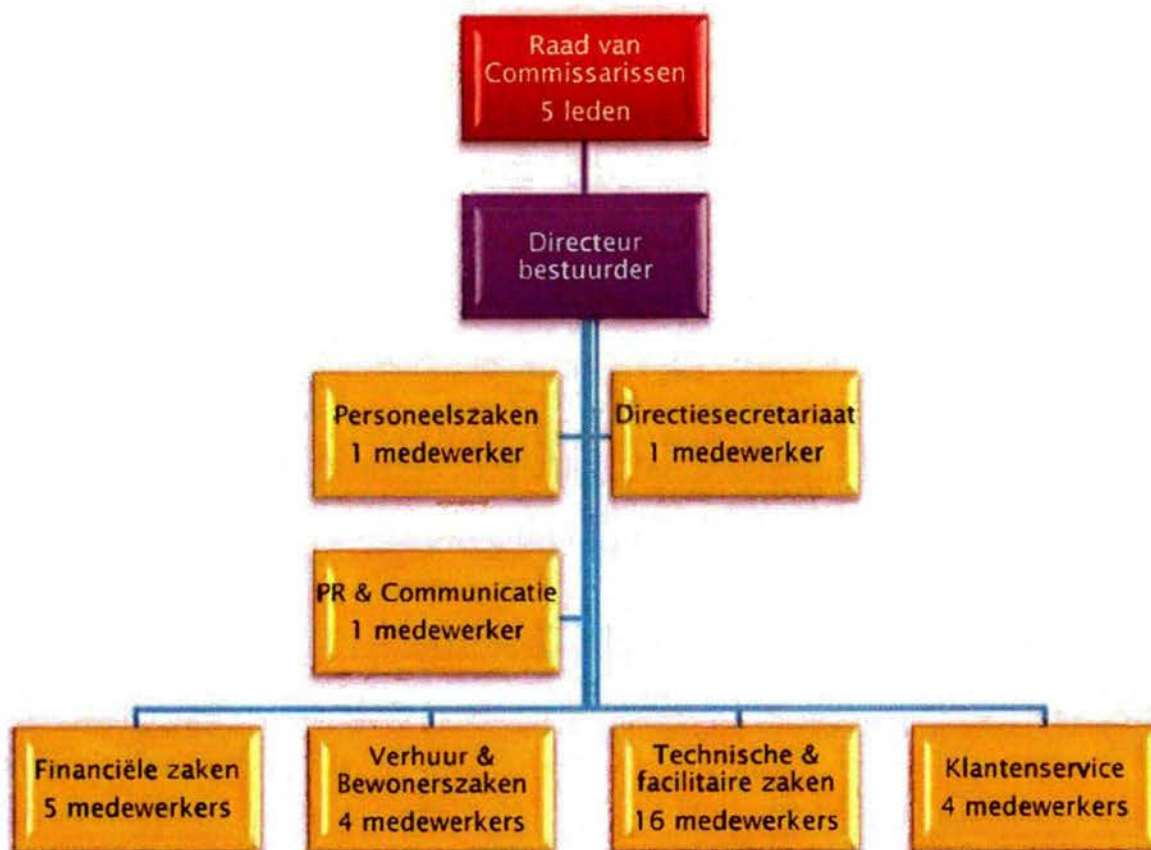 Raad van
Commissarissen
5 leden
Directeur
bestuurder
Personeelszaken
1 medewerker
Directiesecretariaat
1 medewerker
PR & Communicatie
1 medewerker
Financiële zaken
5 medewerkers
Verhuur &
Bewonerszaken
4 medewerkers
Technische &
facilitaire zaken
16 medewerkers
Klantenservice
4 medewerkers